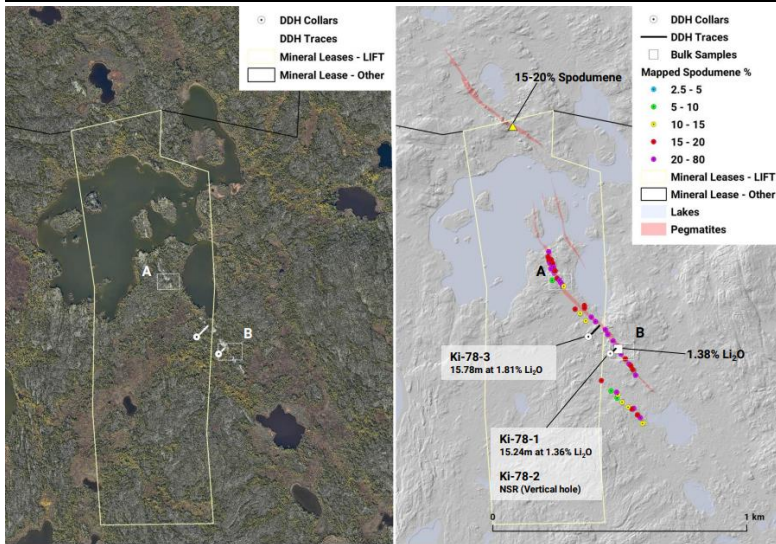 DDH Collars
DDH Traces
Mineral Leases - LIFT
Mineral Lease - Other
A
B
DDH Collars
DDH Traces
Bulk Samples
Mapped Spodumene %
2.5 - 5
5 - 10
10 - 15
15 - 20
20 - 80
Mineral Leases - LIFT
Mineral Lease - Other
Lakes
Pegmatites
15-20% Spodumene
A
B
Ki-78-3
15.78m at 1.81% Li₂O
1.38% Li₂O
Ki-78-1
15.24m at 1.36% Li₂O
Ki-78-2
NSR (Vertical hole)
0 1 km